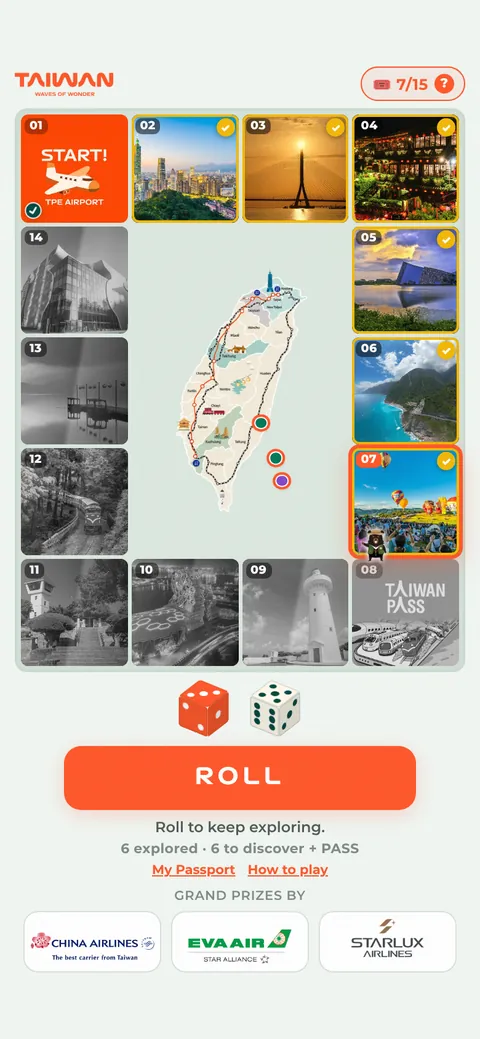 TAIWAN
WAVES OF WONDER
7/15 ?
01
START!
TPE AIRPORT
02
03
04
14
05
13
06
12
07
11
10
09
08
TAIWAN
PASS
ROLL
Roll to keep exploring.
6 explored · 6 to discover + PASS
My Passport How to play
GRAND PRIZES BY
CHINA AIRLINES
The best carrier from Taiwan
EVA AIR
STAR ALLIANCE
STARLUX
AIRLINES